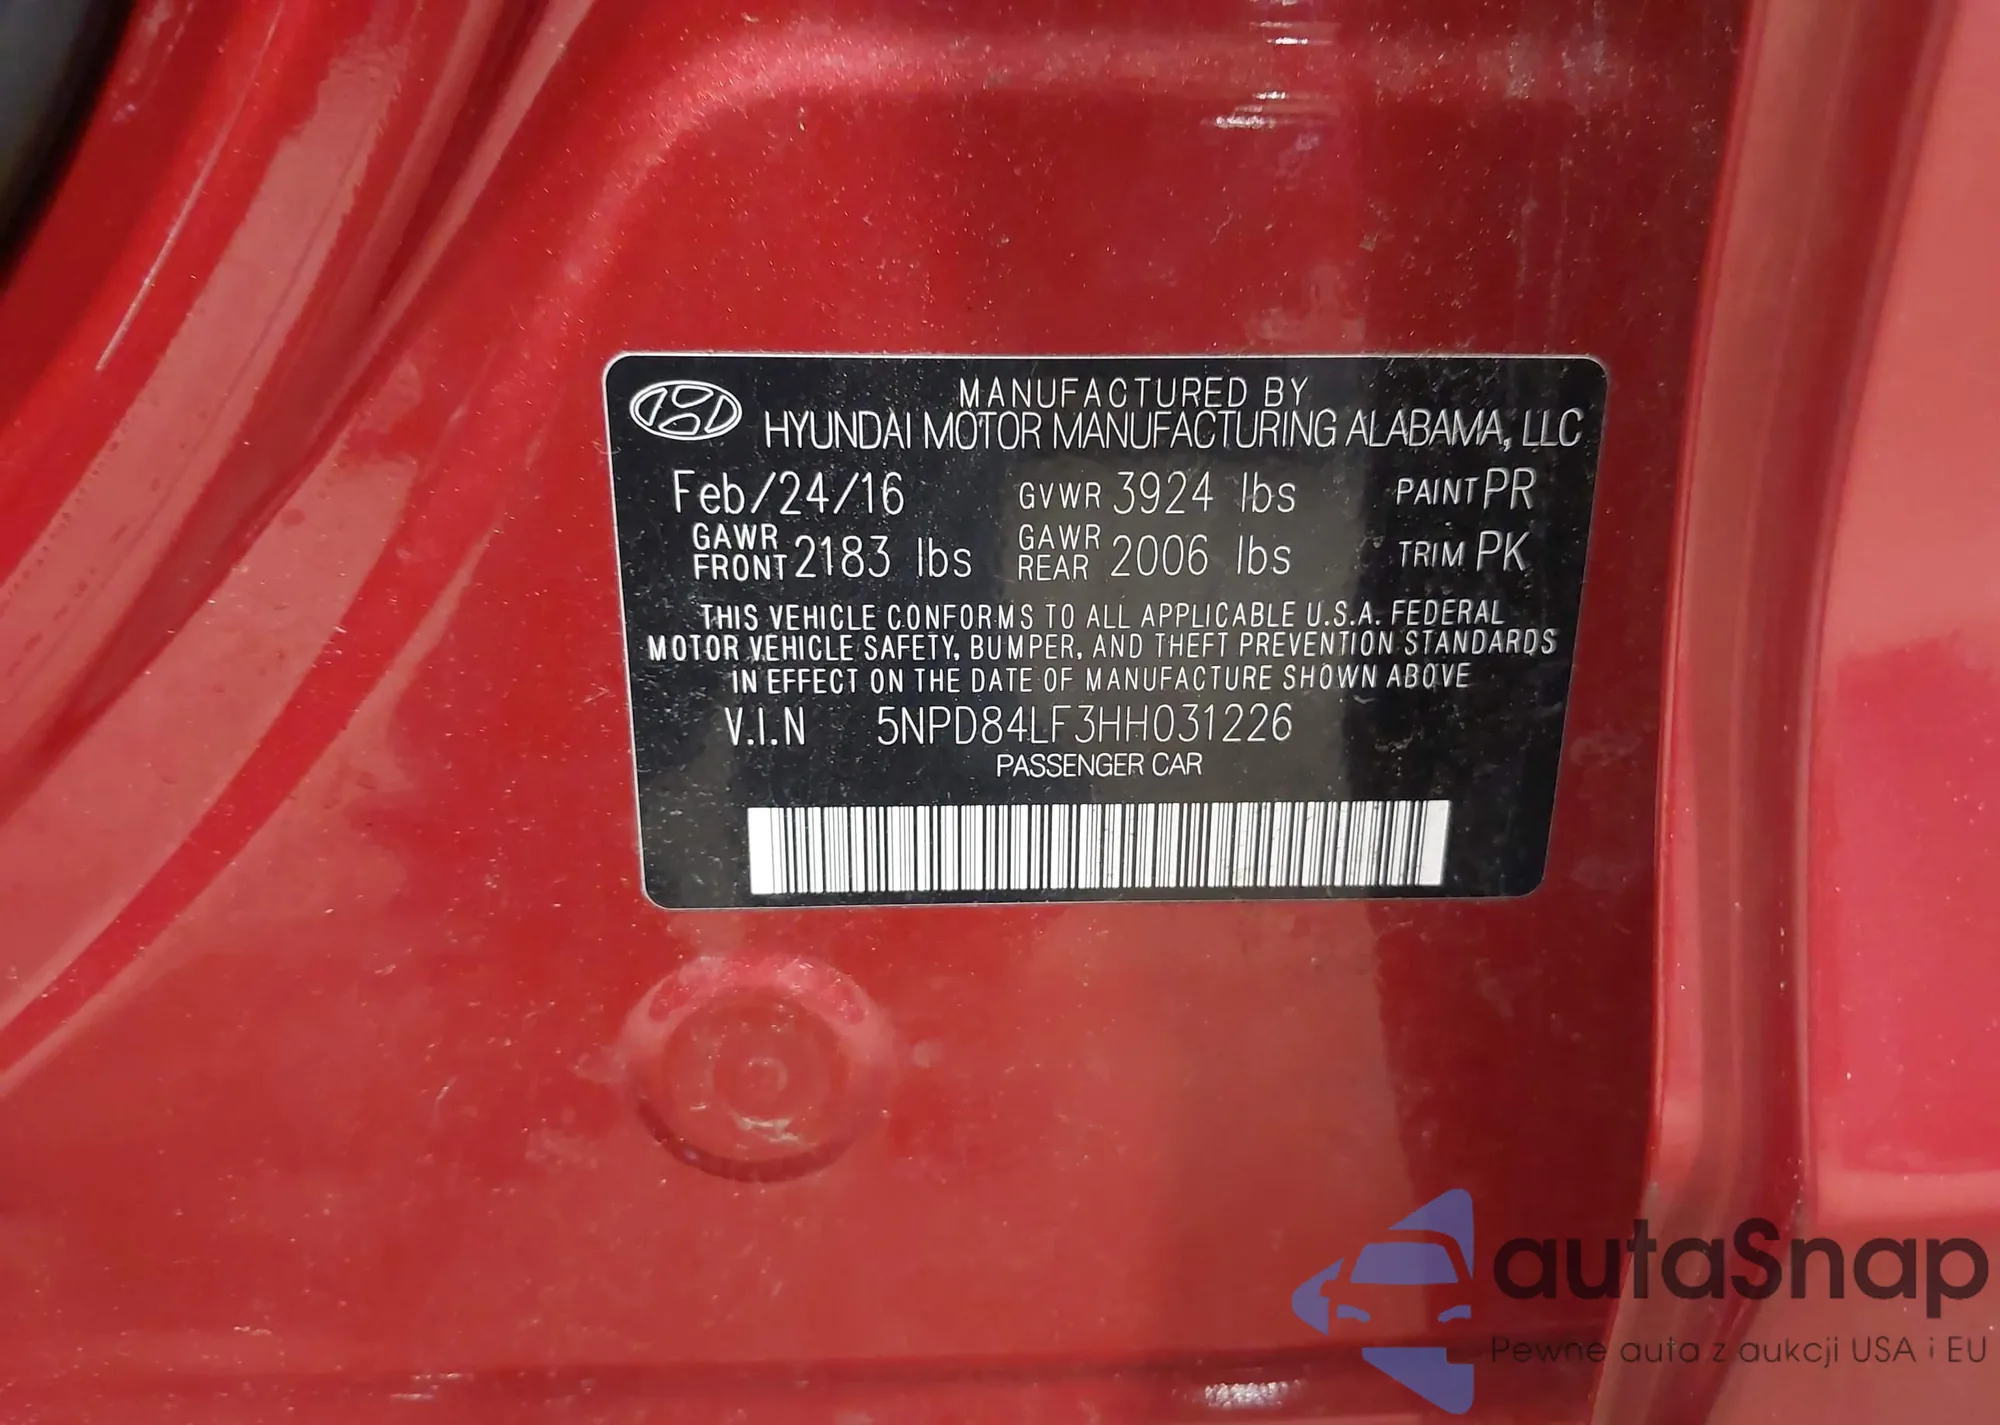 MANUFACTURED BY
HYUNDAI MOTOR MANUFACTURING ALABAMA, LLC
Feb/24/16 GVWR 3924 lbs PAINT PR
GAWR FRONT 2183 lbs GAWR REAR 2006 lbs TRIM PK
THIS VEHICLE CONFORMS TO ALL APPLICABLE U.S.A. FEDERAL
MOTOR VEHICLE SAFETY, BUMPER, AND THEFT PREVENTION STANDARDS
IN EFFECT ON THE DATE OF MANUFACTURE SHOWN ABOVE
V.I.N 5NPD84LF3HH031226
PASSENGER CAR
autaSnap
Pewne auta z aukcji USA i EU